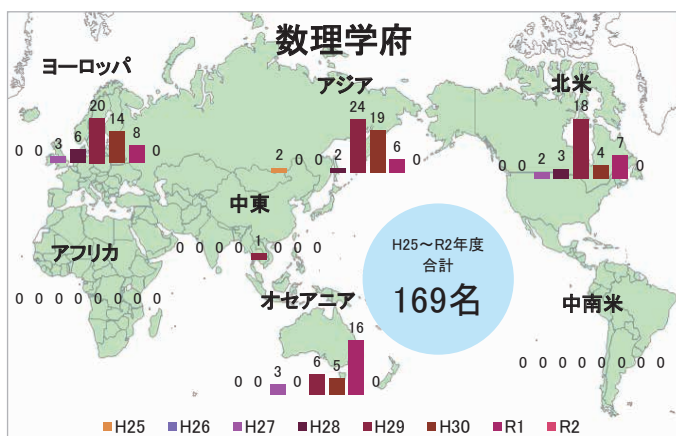 数理学府
ヨーロッパ
0 0 3 6 20 14 8 0
アジア
2 0 0 2 24 19 6 0
北米
0 0 2 3 18 4 7 0
中東
0 0 0 0 1 0 0 0
アフリカ
0 0 0 0 0 0 0 0
H25～R2年度
合計
169名
オセアニア
0 0 3 0 6 5 16 0
中南米
0 0 0 0 0 0 0 0
H25 H26 H27 H28 H29 H30 R1 R2